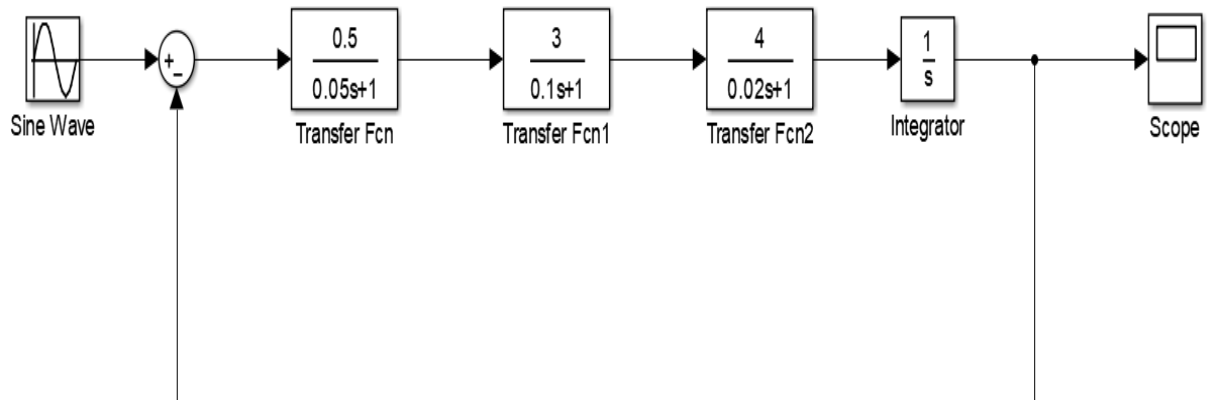 0.5
0.05s+1
3
0.1s+1
4
0.02s+1
1
s
+
−
Sine Wave
Transfer Fcn
Transfer Fcn1
Transfer Fcn2
Integrator
Scope